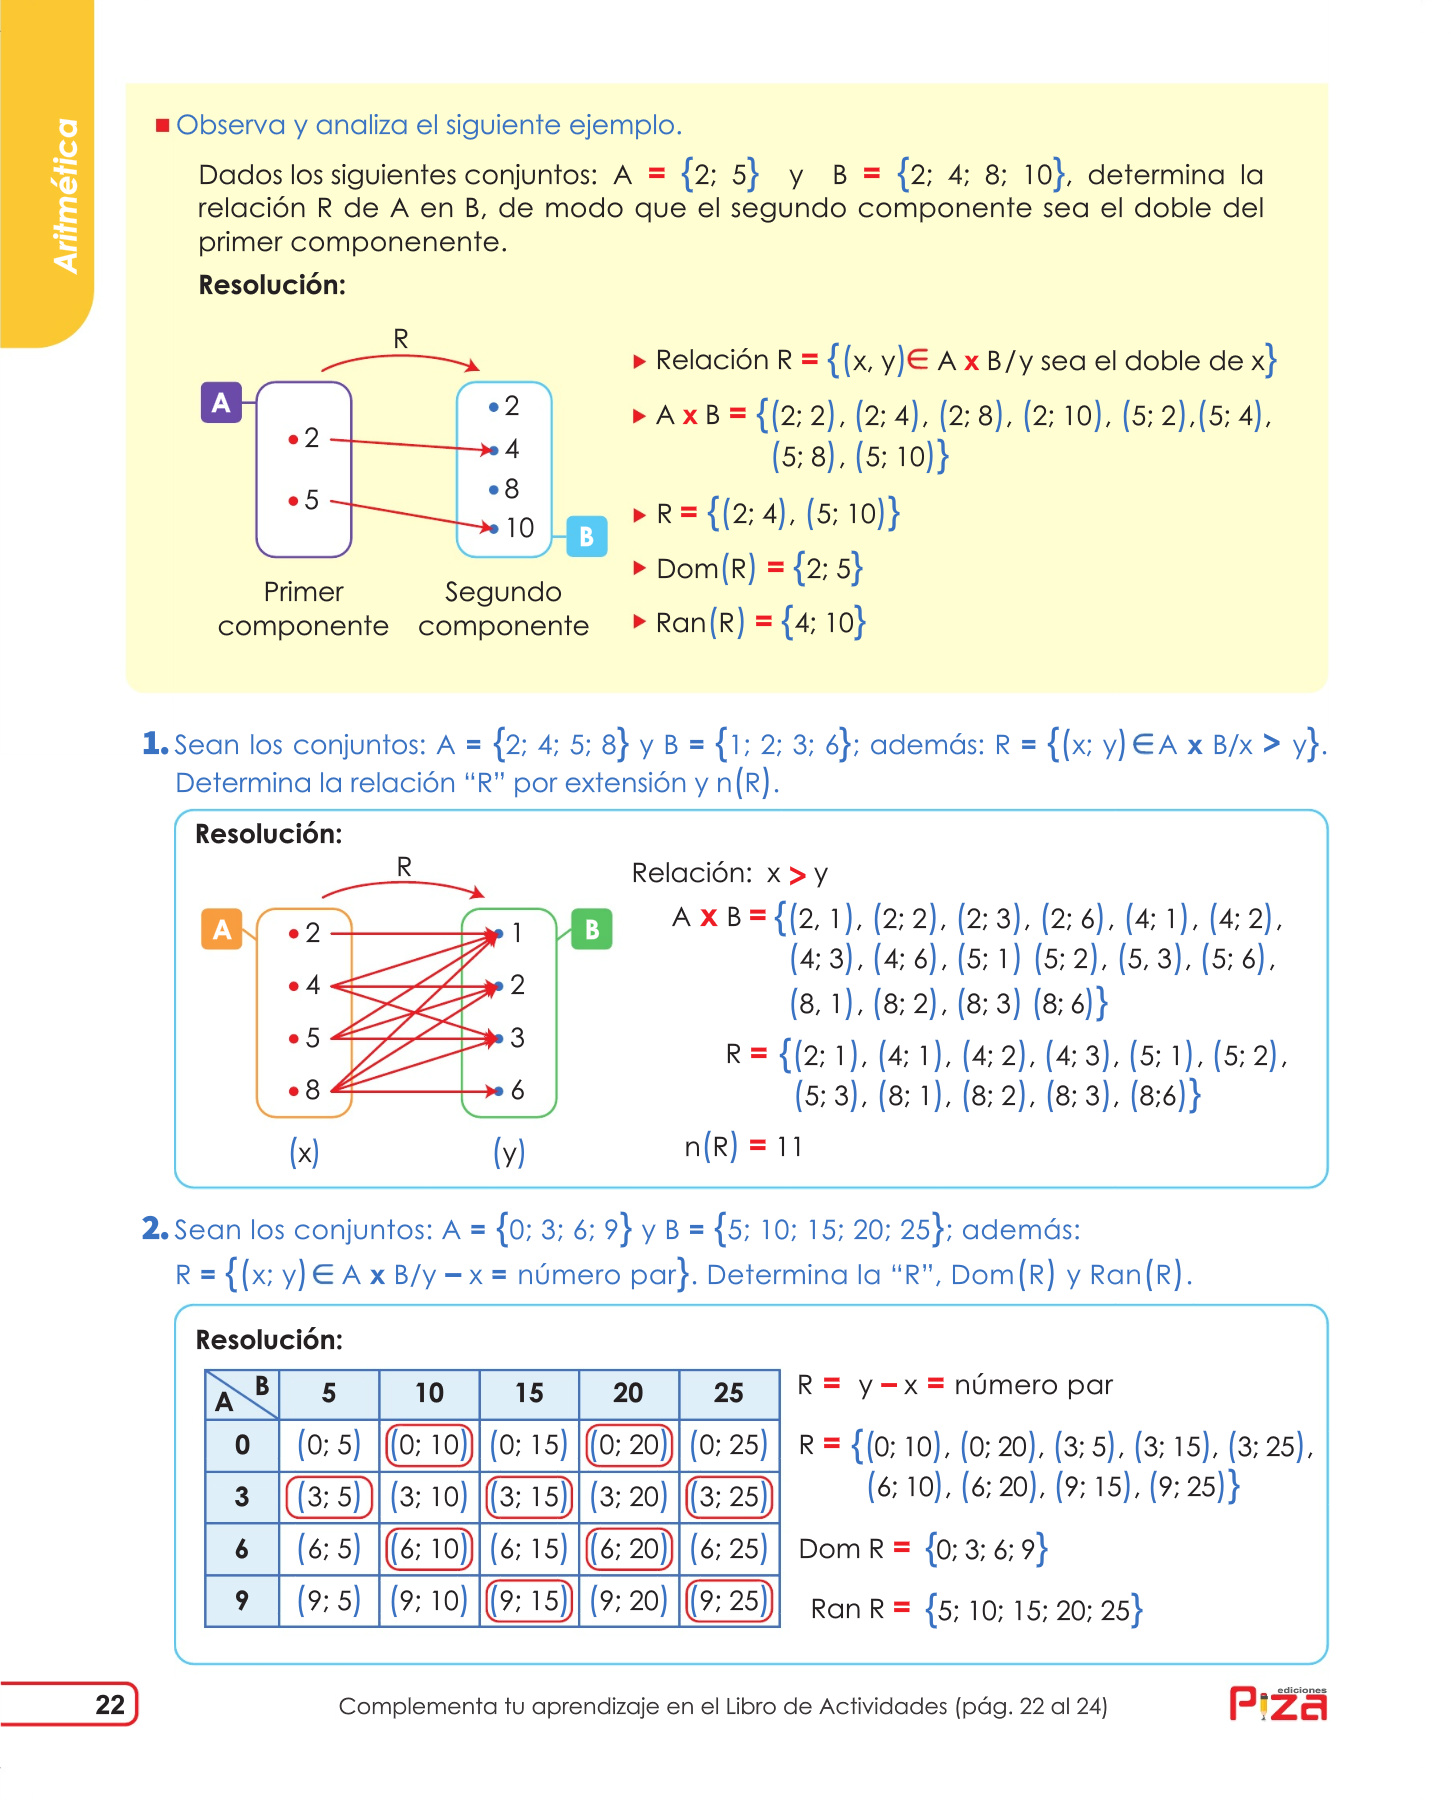 Aritmética
Observa y analiza el siguiente ejemplo.
Dados los siguientes conjuntos: A = {2; 5} y B = {2; 4; 8; 10}, determina la
relación R de A en B, de modo que el segundo componente sea el doble del
primer componenente.
Resolución:
R
A
2
5
2
4
8
10
B
Primer
componente
Segundo
componente
Relación R = {(x, y)∈ A x B/y sea el doble de x}
A x B = {(2; 2), (2; 4), (2; 8), (2; 10), (5; 2),(5; 4),
(5; 8), (5; 10)}
R = {(2; 4), (5; 10)}
Dom(R) = {2; 5}
Ran(R) = {4; 10}
1. Sean los conjuntos: A = {2; 4; 5; 8} y B = {1; 2; 3; 6}; además: R = {(x; y)∈A x B/x > y}.
Determina la relación “R” por extensión y n(R).
Resolución:
R
A
2
4
5
8
(x)
B
1
2
3
6
(y)
Relación: x > y
A x B = {(2, 1), (2; 2), (2; 3), (2; 6), (4; 1), (4; 2),
(4; 3), (4; 6), (5; 1) (5; 2), (5, 3), (5; 6),
(8, 1), (8; 2), (8; 3) (8; 6)}
R = {(2; 1), (4; 1), (4; 2), (4; 3), (5; 1), (5; 2),
(5; 3), (8; 1), (8; 2), (8; 3), (8;6)}
n(R) = 11
2. Sean los conjuntos: A = {0; 3; 6; 9} y B = {5; 10; 15; 20; 25}; además:
R = {(x; y)∈ A x B/y – x = número par}. Determina la “R”, Dom(R) y Ran(R).
Resolución:
A B 5 10 15 20 25
0 (0; 5) (0; 10) (0; 15) (0; 20) (0; 25)
3 (3; 5) (3; 10) (3; 15) (3; 20) (3; 25)
6 (6; 5) (6; 10) (6; 15) (6; 20) (6; 25)
9 (9; 5) (9; 10) (9; 15) (9; 20) (9; 25)
R = y – x = número par
R = {(0; 10), (0; 20), (3; 5), (3; 15), (3; 25),
(6; 10), (6; 20), (9; 15), (9; 25)}
Dom R = {0; 3; 6; 9}
Ran R = {5; 10; 15; 20; 25}
22
Complementa tu aprendizaje en el Libro de Actividades (pág. 22 al 24)
ediciones
Piza